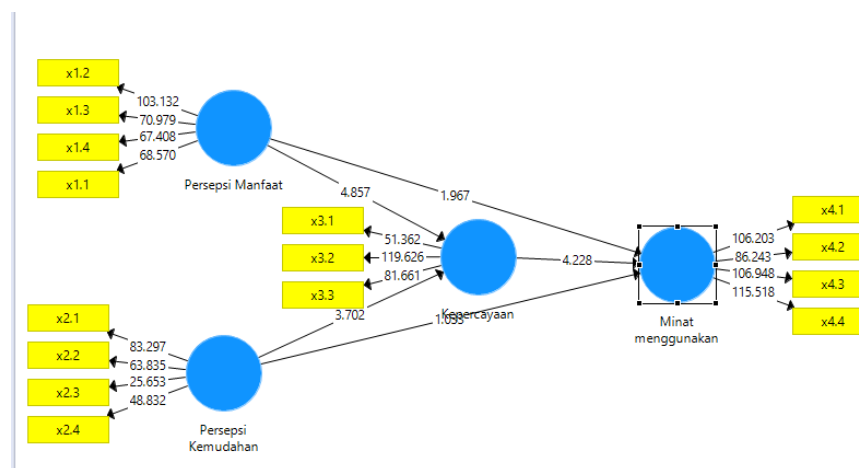 x1.2
x1.3
x1.4
x1.1
103.132
70.979
67.408
68.570
Persepsi Manfaat
4.857
1.967
x3.1
x3.2
x3.3
51.362
119.626
81.661
Kepercayaan
4.228
3.702
x2.1
x2.2
x2.3
x2.4
83.297
63.835
25.653
48.832
Persepsi
Kemudahan
Minat
menggunakan
106.203
86.243
106.948
115.518
x4.1
x4.2
x4.3
x4.4